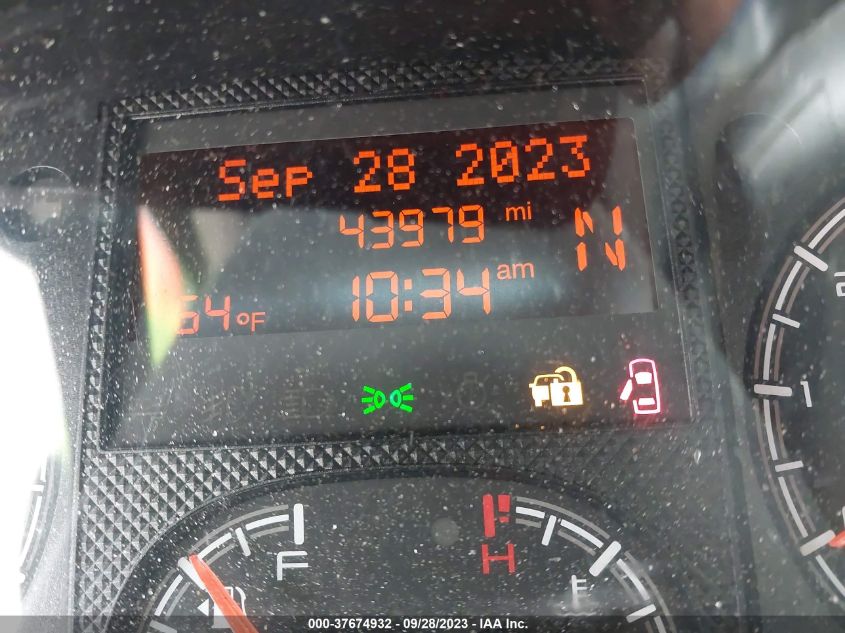 Sep 28 2023
43979 mi
N
10:34 am
64°F
1
F
H
000-37674932 - 09/28/2023 - IAA Inc.